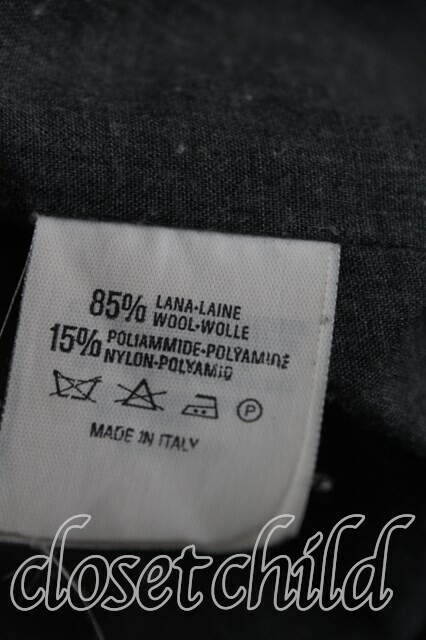 85% LANA-LAINE
WOOL-WOLLE
15% POLIAMMIDE-POLYAMIDE
NYLON-POLYAMID
P
MADE IN ITALY
closetchild